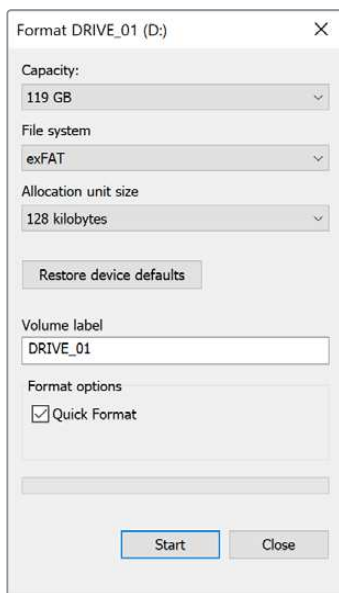 Format DRIVE_01 (D:)
Capacity:
119 GB
File system
exFAT
Allocation unit size
128 kilobytes
Restore device defaults
Volume label
DRIVE_01
Format options
Quick Format
Start Close